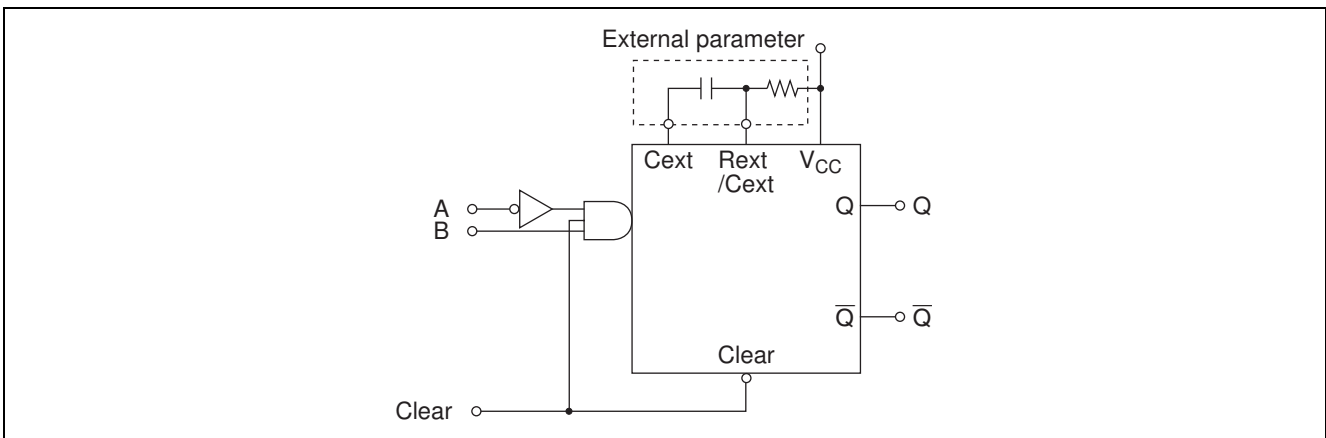 External parameter
Cext
Rext
/Cext
VCC
A
B
Q
Q
Q̅
Q̅
Clear
Clear